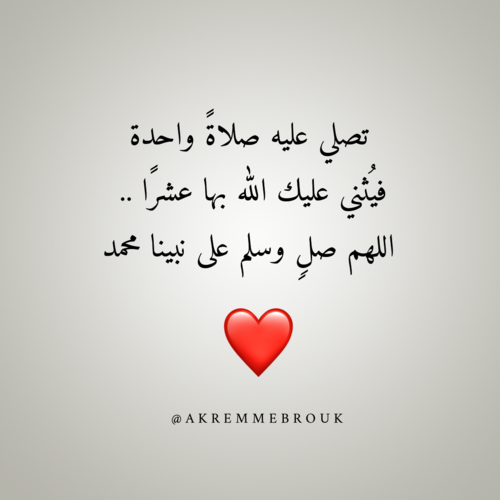 تصلي عليه صلاةً واحدة
فيُثني عليك الله بها عشرًا ..
اللهم صلٍ وسلم على نبينا محمد
@AKREMMEBROUK